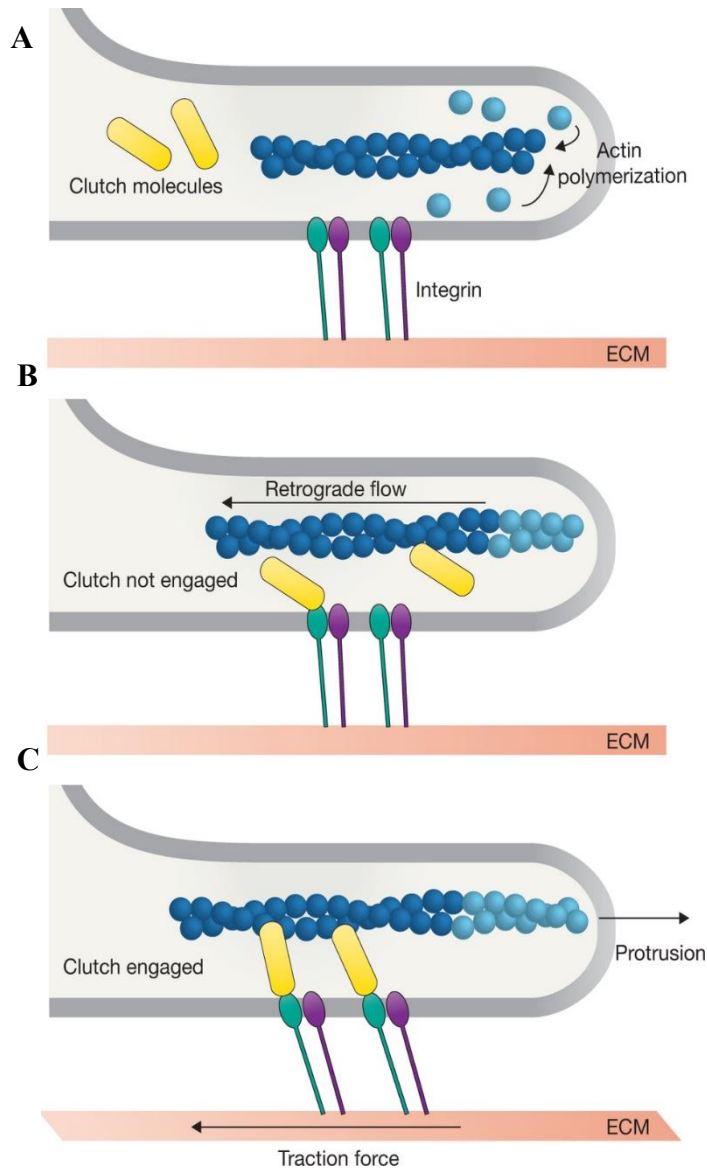 A
Clutch molecules
Actin
polymerization
Integrin
ECM
B
Retrograde flow
Clutch not engaged
ECM
C
Clutch engaged
Protrusion
ECM
Traction force